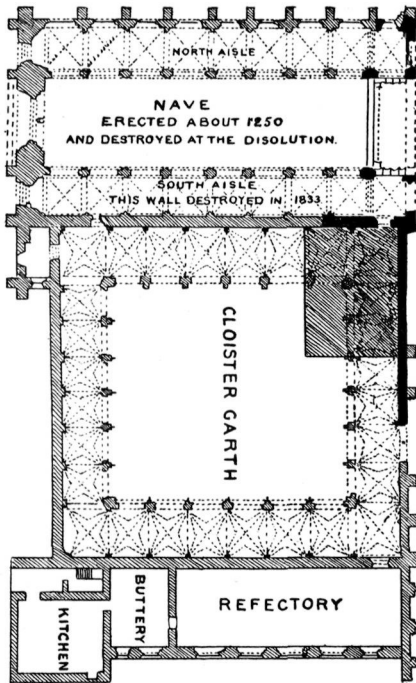 NORTH AISLE
NAVE
ERECTED ABOUT 1250
AND DESTROYED AT THE DISOLUTION.
SOUTH AISLE
THIS WALL DESTROYED IN 1833
CLOISTER GARTH
REFECTORY
BUTTERY
KITCHEN